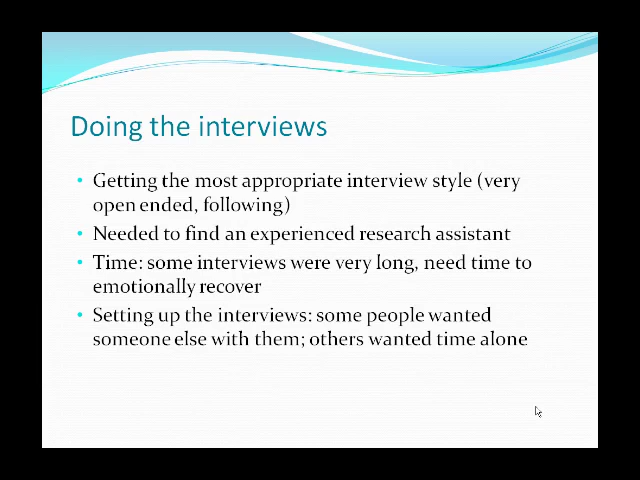 Doing the interviews
• Getting the most appropriate interview style (very
open ended, following)
• Needed to find an experienced research assistant
• Time: some interviews were very long, need time to
emotionally recover
• Setting up the interviews: some people wanted
someone else with them; others wanted time alone